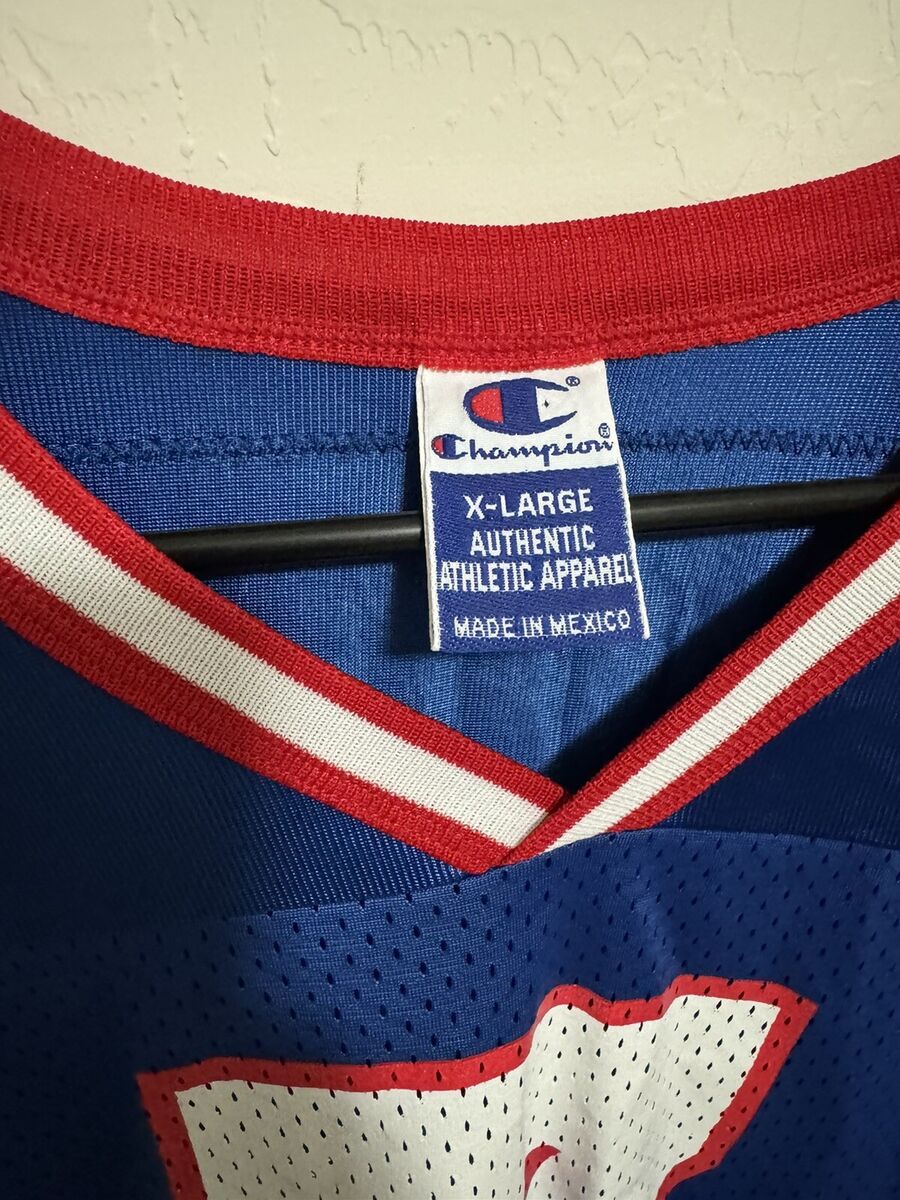 Champion
X-LARGE
AUTHENTIC
ATHLETIC APPAREL
MADE IN MEXICO